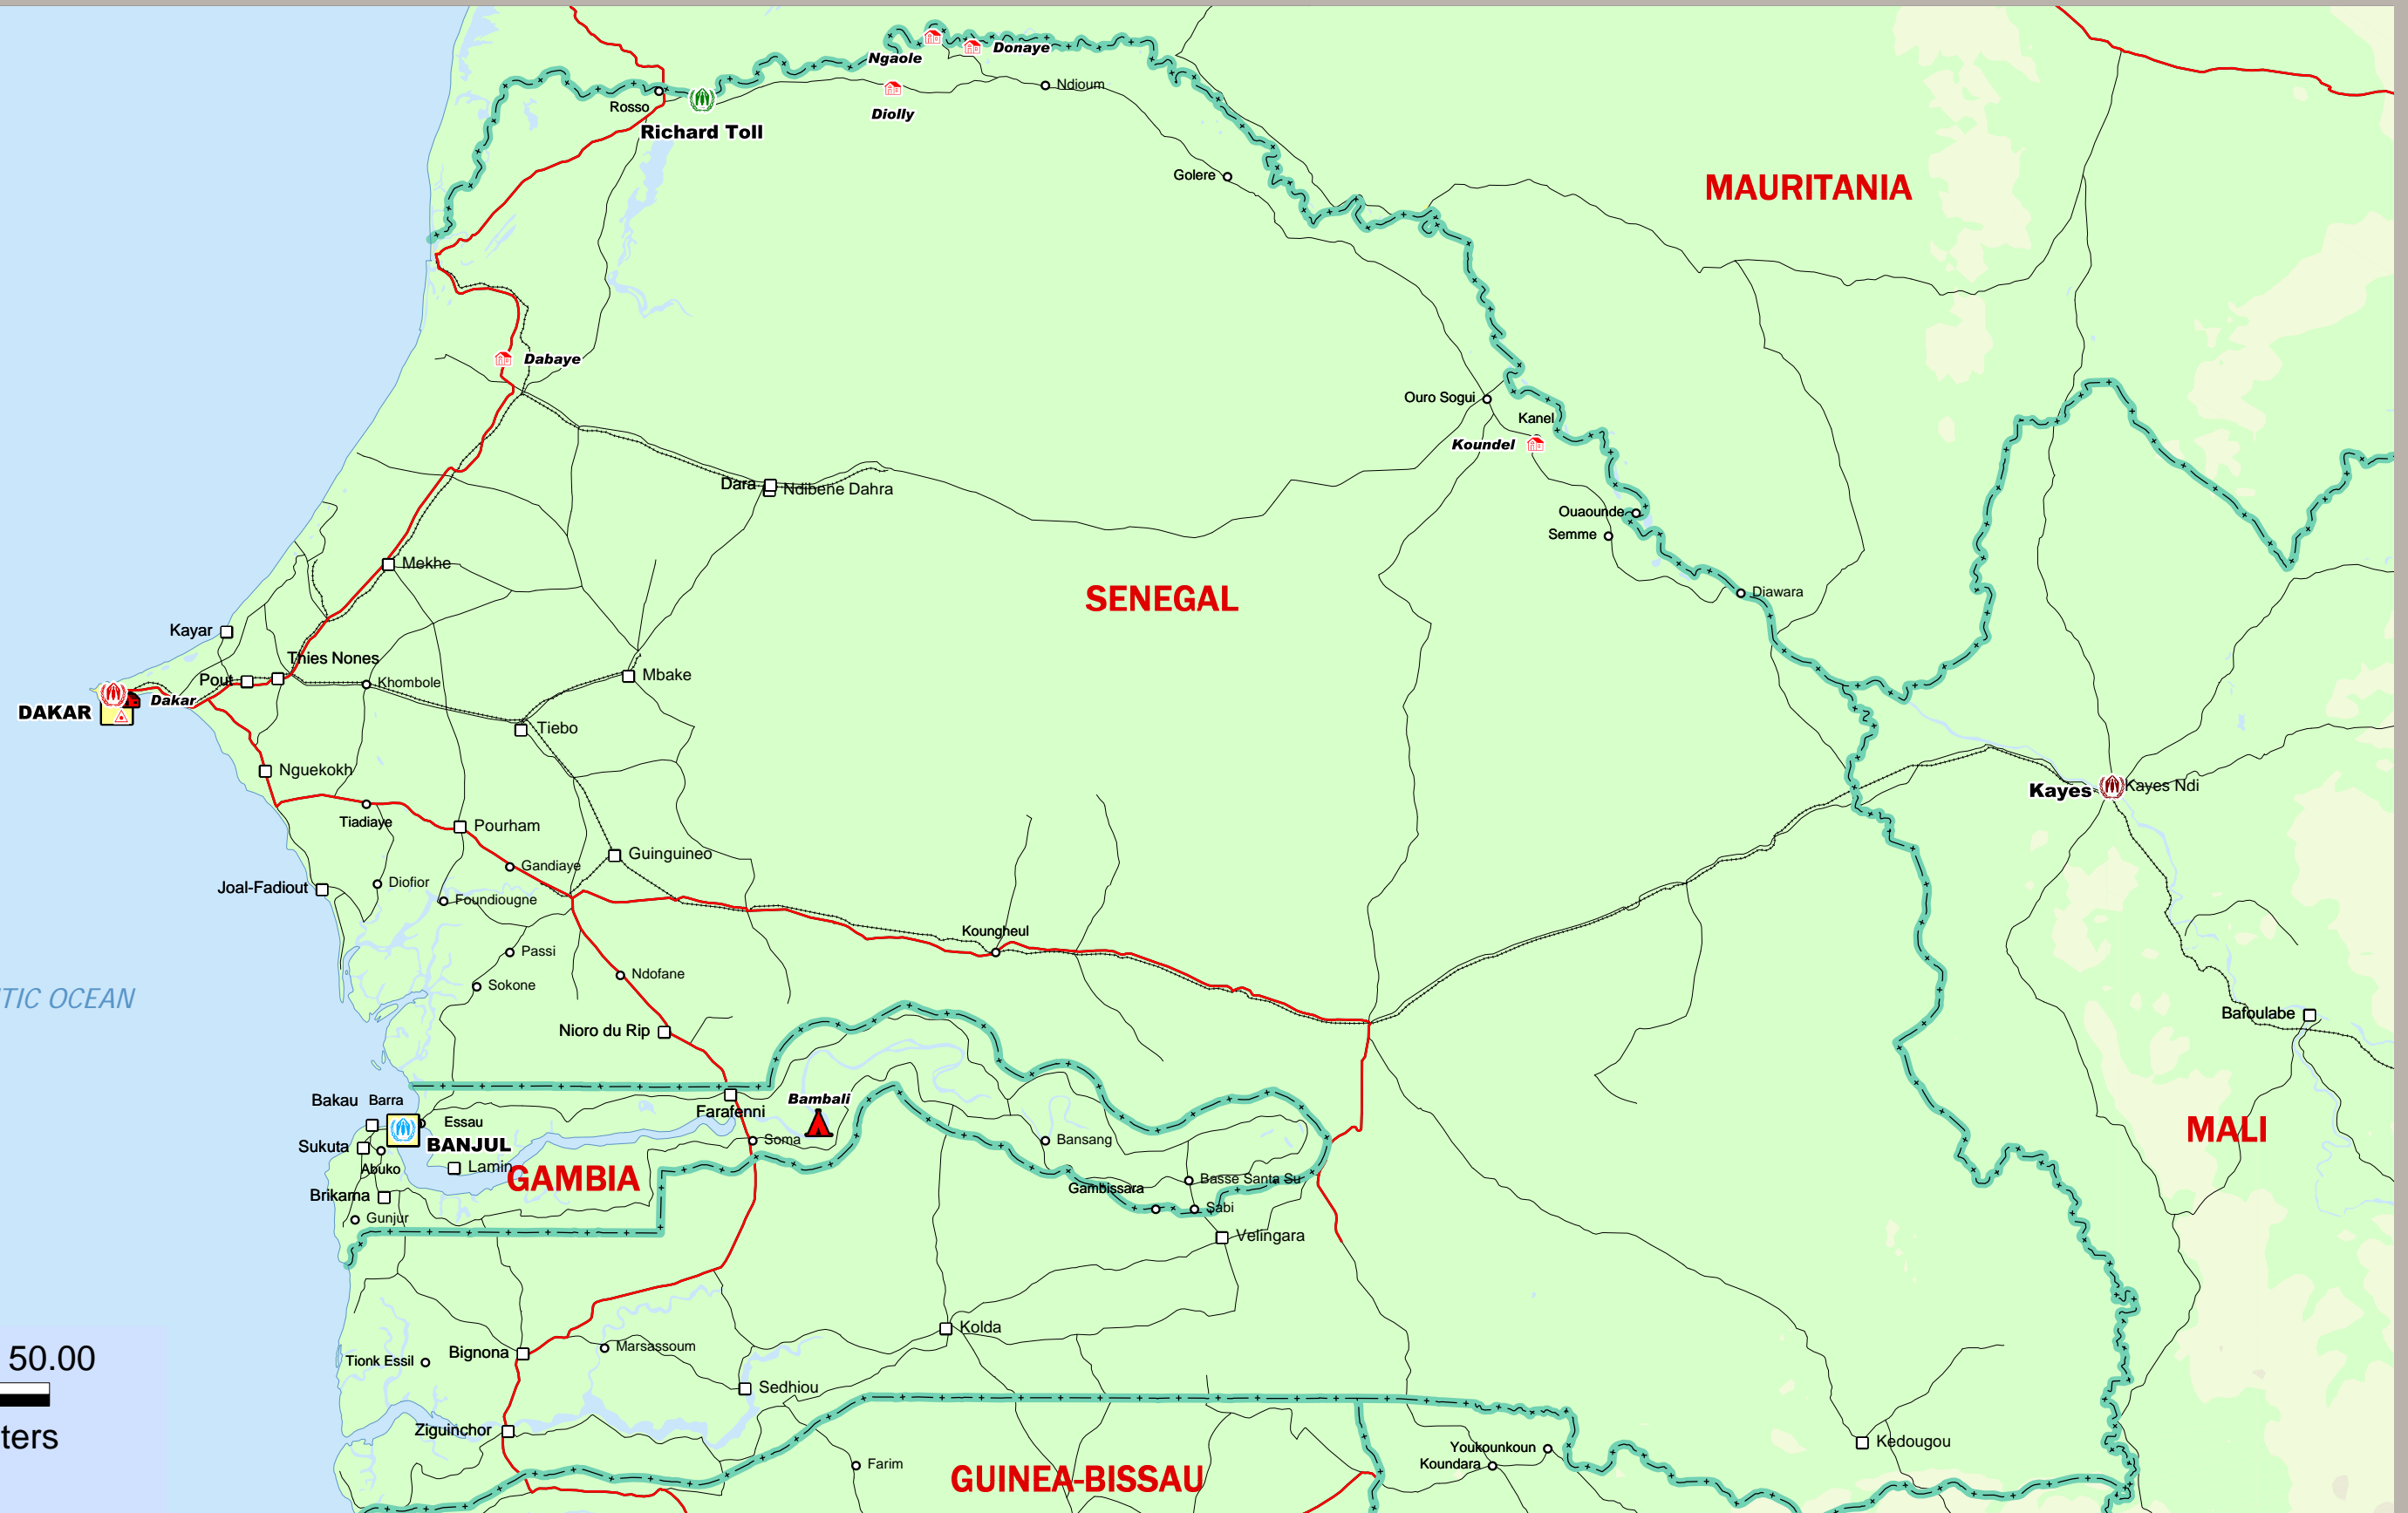 Ngaole
Donaye
Ndioum
Rosso
Diolly
Richard Toll
Golere
MAURITANIA
Dabaye
Ouro Sogui
Kanel
Koundel
Dara
Ndibene Dahra
Ouaounde
Semme
Mekhe
SENEGAL
Diawara
Kayar
Thies Nones
Pout
Khombole
Mbake
DAKAR
Dakar
Tiebo
Nguekokh
Kayes
Kayes Ndi
Tiadiaye
Pourham
Guinguineo
Gandiaye
Joal-Fadiout
Diofior
Foundiougne
Koungheul
Passi
Ndofane
Sokone
TIC OCEAN
Bafoulabe
Nioro du Rip
Bakau
Barra
Bambali
Farafenni
Essau
MALI
Sukuta
BANJUL
Soma
Bansang
Abuko
Lamin
GAMBIA
Basse Santa Su
Gambissara
Brikama
Gunjur
Sabi
Velingara
Kolda
50.00
Bignona
Marsassoum
Tionk Essil
Sedhiou
ters
Ziguinchor
Kedougou
Youkounkoun
Koundara
Farim
GUINEA-BISSAU